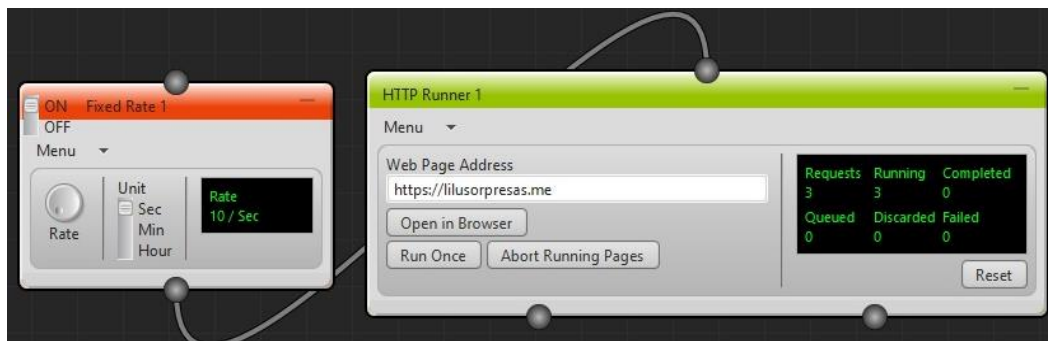 ON Fixed Rate 1
OFF
Menu
Rate
Unit
Sec
Min
Hour
Rate
10 / Sec
HTTP Runner 1
Menu
Web Page Address
https://lilusorpresas.me
Open in Browser
Run Once Abort Running Pages
Requests Running Completed
3 3 0
Queued Discarded Failed
0 0 0
Reset